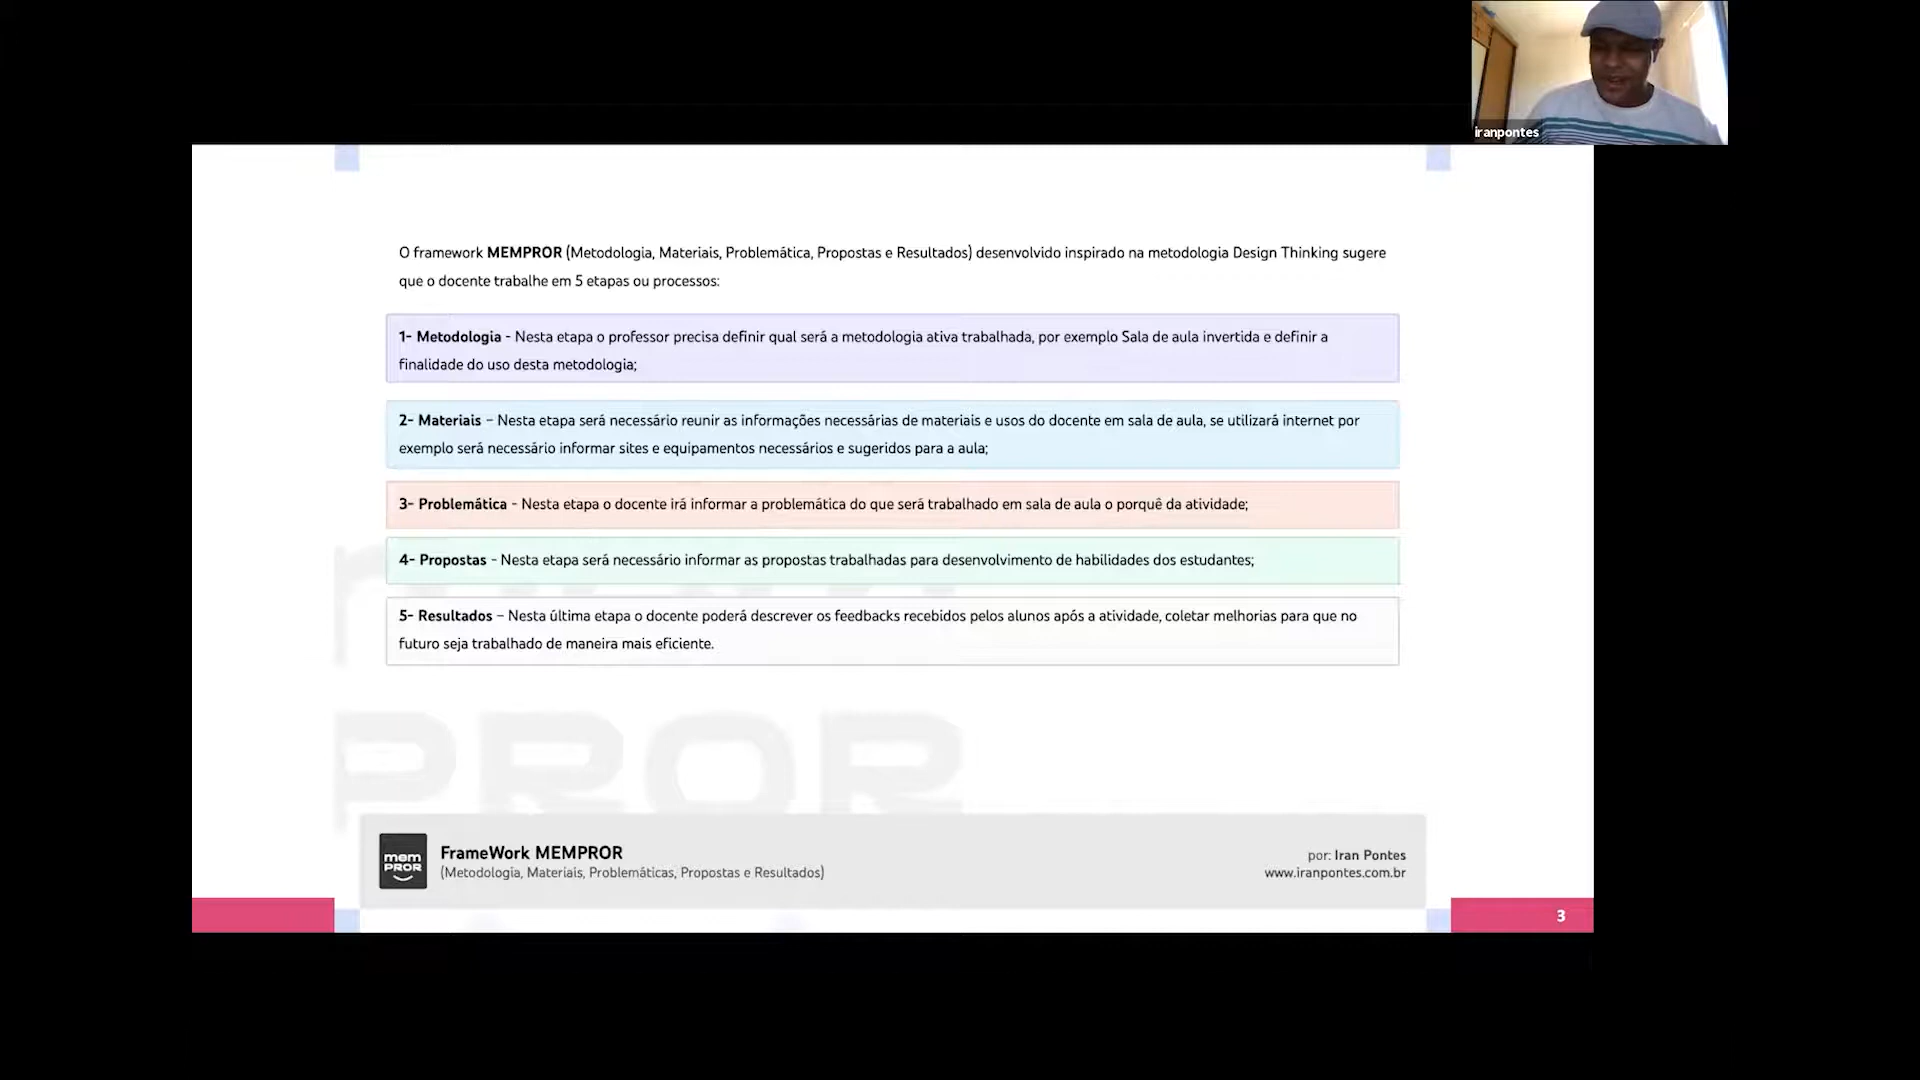 iranpontes
O framework MEMPROR (Metodologia, Materiais, Problemática, Propostas e Resultados) desenvolvido inspirado na metodologia Design Thinking sugere
que o docente trabalhe em 5 etapas ou processos:
1- Metodologia - Nesta etapa o professor precisa definir qual será a metodologia ativa trabalhada, por exemplo Sala de aula invertida e definir a
finalidade do uso desta metodologia;
2- Materiais – Nesta etapa será necessário reunir as informações necessárias de materiais e usos do docente em sala de aula, se utilizará internet por
exemplo será necessário informar sites e equipamentos necessários e sugeridos para a aula;
3- Problemática - Nesta etapa o docente irá informar a problemática do que será trabalhado em sala de aula o porquê da atividade;
4- Propostas - Nesta etapa será necessário informar as propostas trabalhadas para desenvolvimento de habilidades dos estudantes;
5- Resultados – Nesta última etapa o docente poderá descrever os feedbacks recebidos pelos alunos após a atividade, coletar melhorias para que no
futuro seja trabalhado de maneira mais eficiente.
PROR
mem
PROR
FrameWork MEMPROR
(Metodologia, Materiais, Problemáticas, Propostas e Resultados)
por: Iran Pontes
www.iranpontes.com.br
3